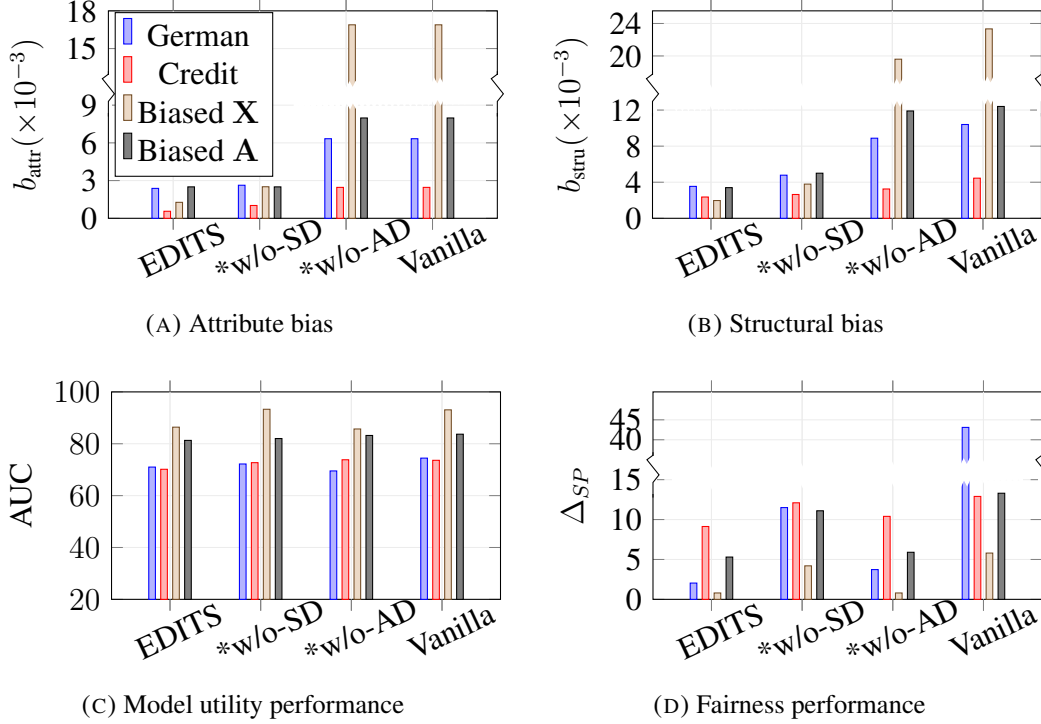 18
15
9
6
3
0
b_attr(×10^−3)
German
Credit
Biased X
Biased A
EDITS
*w/o-SD
*w/o-AD
Vanilla
(A) Attribute bias
24
20
12
8
4
0
b_stru(×10^−3)
EDITS
*w/o-SD
*w/o-AD
Vanilla
(B) Structural bias
100
80
60
40
20
AUC
EDITS
*w/o-SD
*w/o-AD
Vanilla
(C) Model utility performance
45
40
15
10
5
0
Δ_SP
EDITS
*w/o-SD
*w/o-AD
Vanilla
(D) Fairness performance